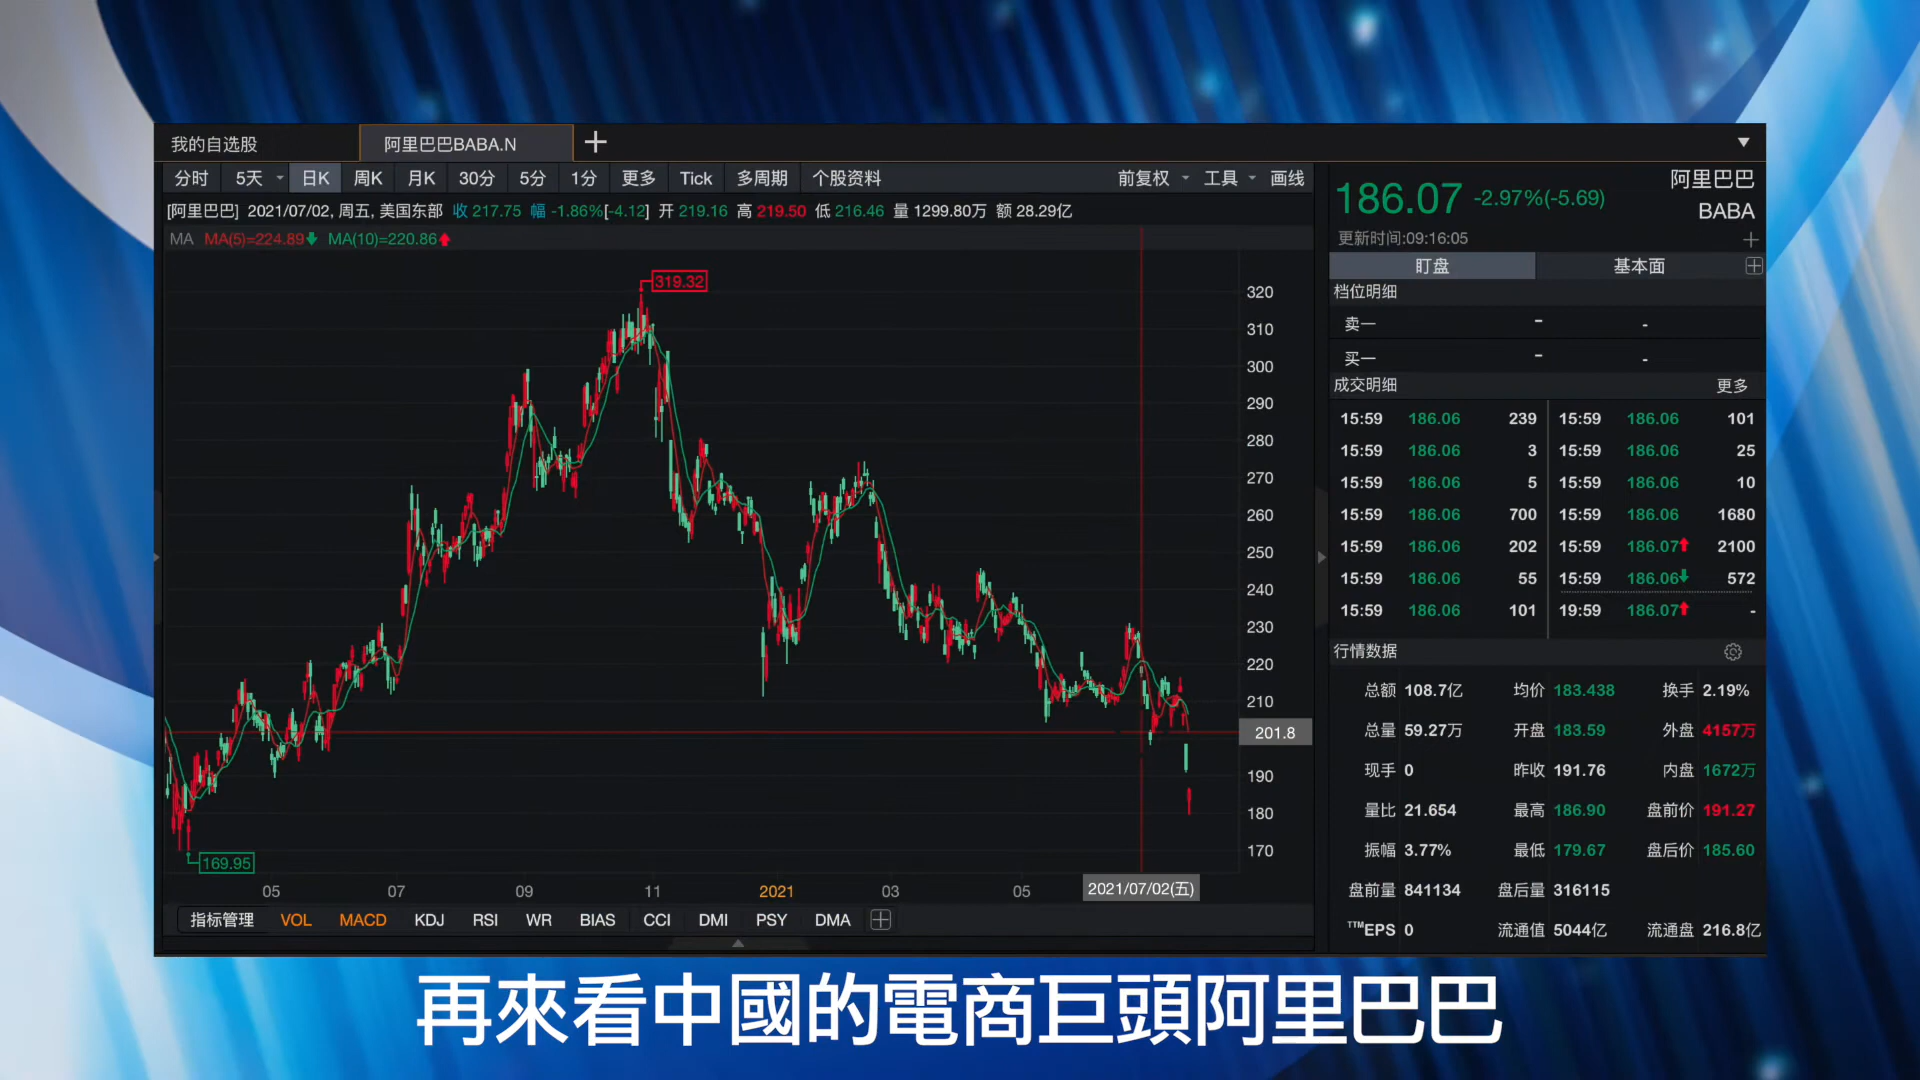 我的自选股 阿里巴巴BABA.N
分时 5天 日K 周K 月K 30分 5分 1分 更多 Tick 多周期 个股资料 前复权 工具 画线
[阿里巴巴] 2021/07/02, 周五, 美国东部 收 217.75 幅 -1.86%[-4.12] 开 219.16 高 219.50 低 216.46 量 1299.80万 额 28.29亿
MA MA(5)=224.89 MA(10)=220.86
319.32
320
310
300
290
280
270
260
250
240
230
220
210
201.8
190
180
170
169.95
05 07 09 11 2021 03 05 2021/07/02(五)
指标管理 VOL MACD KDJ RSI WR BIAS CCI DMI PSY DMA
186.07 -2.97%(-5.69) 阿里巴巴
BABA
更新时间:09:16:05
盯盘 基本面
档位明细
卖一 - -
买一 - -
成交明细 更多
15:59 186.06 239 15:59 186.06 101
15:59 186.06 3 15:59 186.06 25
15:59 186.06 5 15:59 186.06 10
15:59 186.06 700 15:59 186.06 1680
15:59 186.06 202 15:59 186.07 2100
15:59 186.06 55 15:59 186.06 572
15:59 186.06 101 19:59 186.07 -
行情数据
总额 108.7亿 均价 183.438 换手 2.19%
总量 59.27万 开盘 183.59 外盘 4157万
现手 0 昨收 191.76 内盘 1672万
量比 21.654 最高 186.90 盘前价 191.27
振幅 3.77% 最低 179.67 盘后价 185.60
盘前量 841134 盘后量 316115
TTMEPS 0 流通值 5044亿 流通盘 216.8亿
再來看中國的電商巨頭阿里巴巴